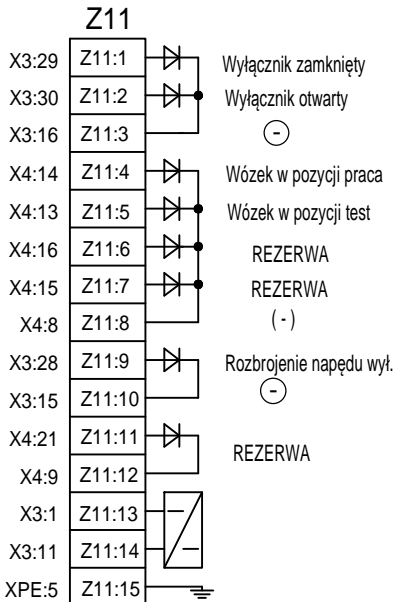 Z11
X3:29 Z11:1 Wyłącznik zamknięty
X3:30 Z11:2 Wyłącznik otwarty
X3:16 Z11:3 -
X4:14 Z11:4 Wózek w pozycji praca
X4:13 Z11:5 Wózek w pozycji test
X4:16 Z11:6 REZERWA
X4:15 Z11:7 REZERWA
X4:8 Z11:8 ( - )
X3:28 Z11:9 Rozbrojenie napędu wył.
X3:15 Z11:10 -
X4:21 Z11:11 REZERWA
X4:9 Z11:12
X3:1 Z11:13
X3:11 Z11:14
XPE:5 Z11:15